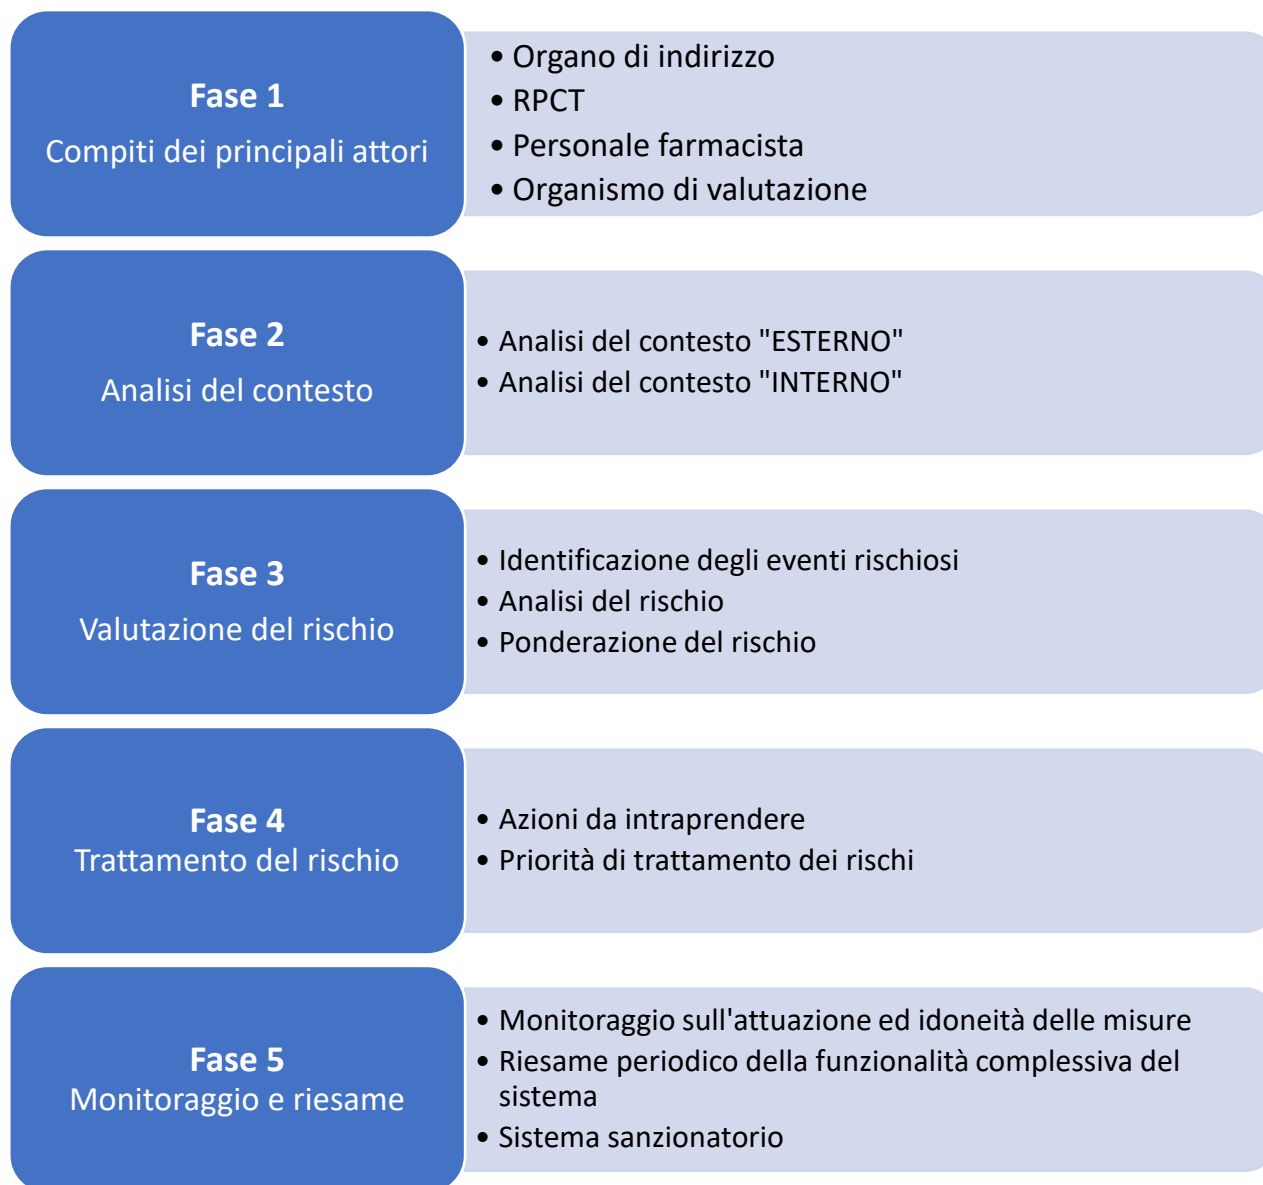 Fase 1
Compiti dei principali attori
• Organo di indirizzo
• RPCT
• Personale farmacista
• Organismo di valutazione
Fase 2
Analisi del contesto
• Analisi del contesto "ESTERNO"
• Analisi del contesto "INTERNO"
Fase 3
Valutazione del rischio
• Identificazione degli eventi rischiosi
• Analisi del rischio
• Ponderazione del rischio
Fase 4
Trattamento del rischio
• Azioni da intraprendere
• Priorità di trattamento dei rischi
Fase 5
Monitoraggio e riesame
• Monitoraggio sull'attuazione ed idoneità delle misure
• Riesame periodico della funzionalità complessiva del
sistema
• Sistema sanzionatorio